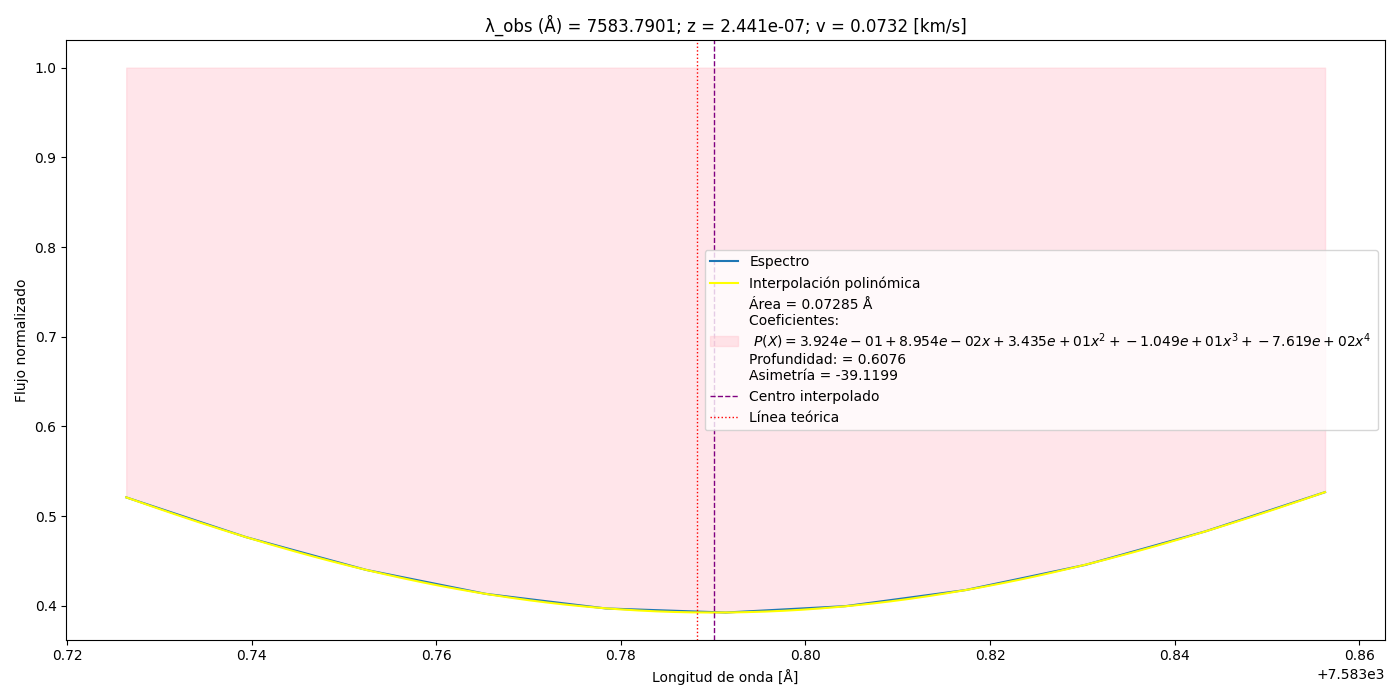 λ_obs (Å) = 7583.7901; z = 2.441e-07; v = 0.0732 [km/s]
1.0
0.9
0.8
0.7
0.6
0.5
0.4
Flujo normalizado
Espectro
Interpolación polinómica
Área = 0.07285 Å
Coeficientes:
P(X) = 3.924e − 01 + 8.954e − 02x + 3.435e + 01x² + −1.049e + 01x³ + −7.619e + 02x⁴
Profundidad: = 0.6076
Asimetría = -39.1199
Centro interpolado
Línea teórica
0.72 0.74 0.76 0.78 0.80 0.82 0.84 0.86
+7.583e3
Longitud de onda [Å]